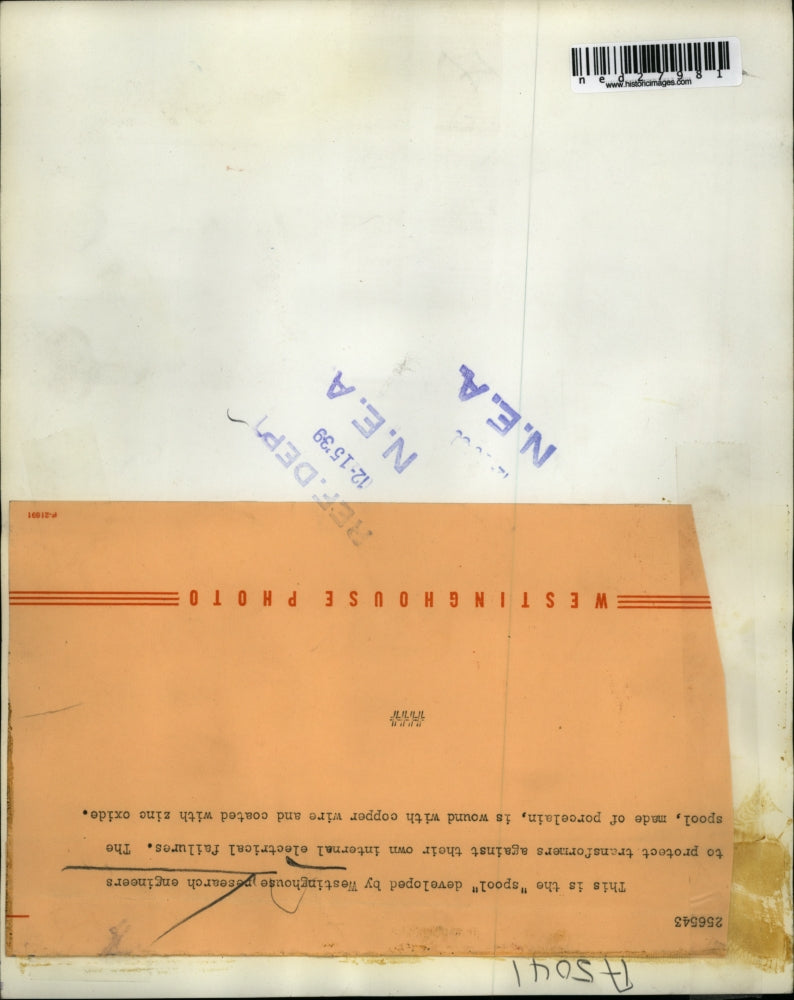 ned27981
www.historicimages.com
N.E.A.
N.E.A
REF. DEPT
12-15'39
A5041
256543
This is the "spool" developed by Westinghouse research engineers
to protect transformers against their own internal electrical failures. The
spool, made of porcelain, is wound with copper wire and coated with zinc oxide.
####
WESTINGHOUSE PHOTO